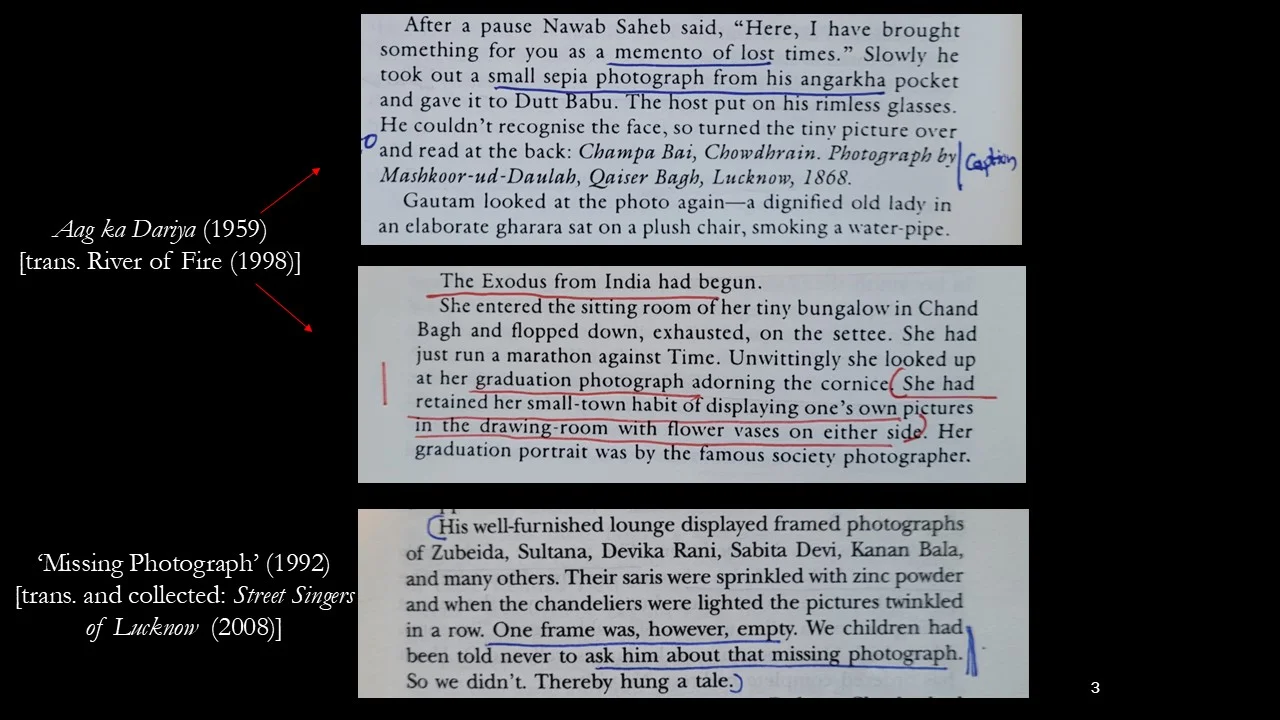 Aag ka Dariya (1959)
[trans. River of Fire (1998)]
After a pause Nawab Saheb said, “Here, I have brought
something for you as a memento of lost times.” Slowly he
took out a small sepia photograph from his angarkha pocket
and gave it to Dutt Babu. The host put on his rimless glasses.
He couldn’t recognise the face, so turned the tiny picture over
and read at the back: Champa Bai, Chowdhrain. Photograph by
Mashkoor-ud-Daulah, Qaiser Bagh, Lucknow, 1868.
Caption
Gautam looked at the photo again—a dignified old lady in
an elaborate gharara sat on a plush chair, smoking a water-pipe.
The Exodus from India had begun.
She entered the sitting room of her tiny bungalow in Chand
Bagh and flopped down, exhausted, on the settee. She had
just run a marathon against Time. Unwittingly she looked up
at her graduation photograph adorning the cornice. She had
retained her small-town habit of displaying one’s own pictures
in the drawing-room with flower vases on either side. Her
graduation portrait was by the famous society photographer.
‘Missing Photograph’ (1992)
[trans. and collected: Street Singers
of Lucknow (2008)]
His well-furnished lounge displayed framed photographs
of Zubeida, Sultana, Devika Rani, Sabita Devi, Kanan Bala,
and many others. Their saris were sprinkled with zinc powder
and when the chandeliers were lighted the pictures twinkled
in a row. One frame was, however, empty. We children had
been told never to ask him about that missing photograph.
So we didn’t. Thereby hung a tale.
3